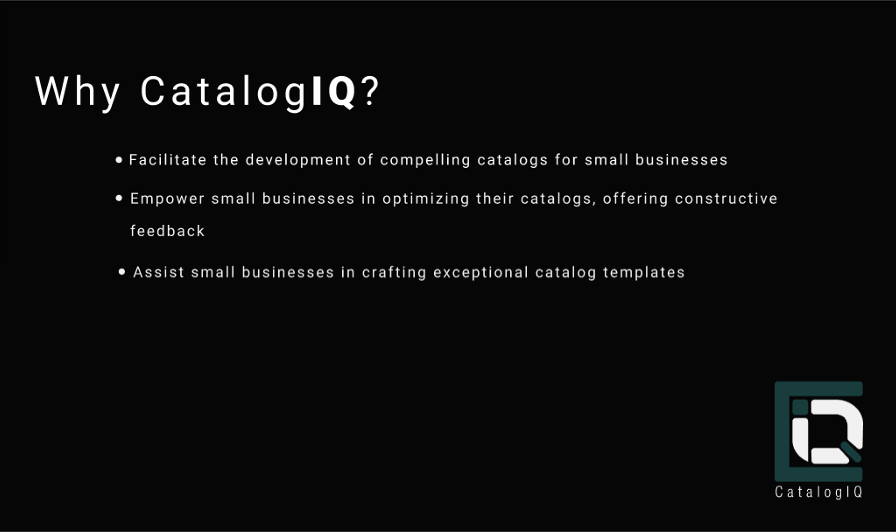 Why CatalogIQ?
• Facilitate the development of compelling catalogs for small businesses
• Empower small businesses in optimizing their catalogs, offering constructive
feedback
• Assist small businesses in crafting exceptional catalog templates
CatalogIQ